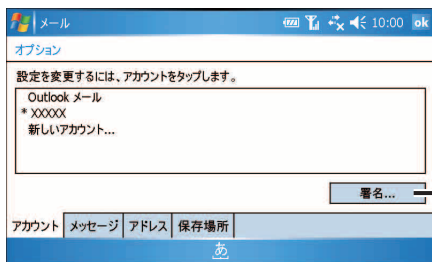 メール 10:00 ok
オプション
設定を変更するには、アカウントをタップします。
Outlook メール
* XXXXX
新しいアカウント...
署名...
アカウント メッセージ アドレス 保存場所
あ